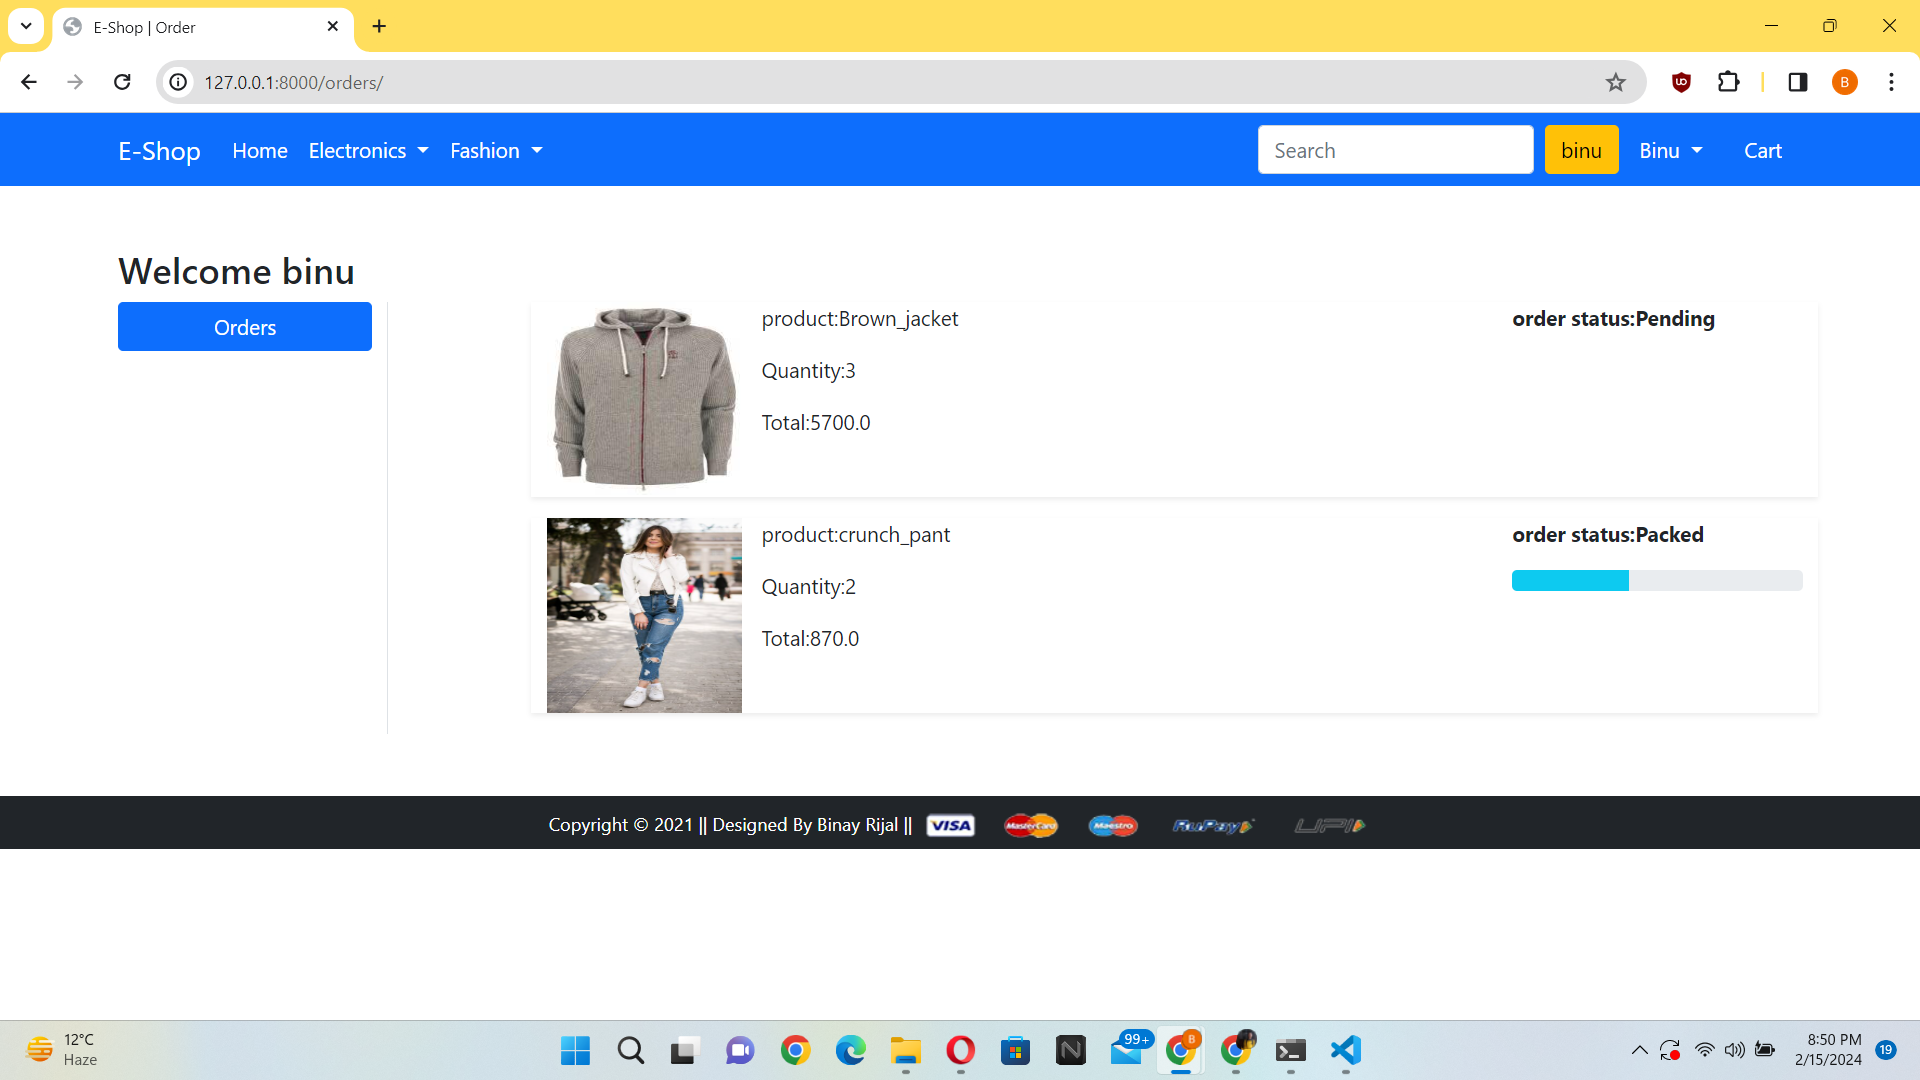 E-Shop | Order
127.0.0.1:8000/orders/
B
E-Shop Home Electronics Fashion Search binu Binu Cart
Welcome binu
Orders
product:Brown_jacket
Quantity:3
Total:5700.0
order status:Pending
product:crunch_pant
Quantity:2
Total:870.0
order status:Packed
Copyright © 2021 || Designed By Binay Rijal || VISA MasterCard Maestro RuPay UPI
12°C
Haze
99+
B
8:50 PM
2/15/2024
19